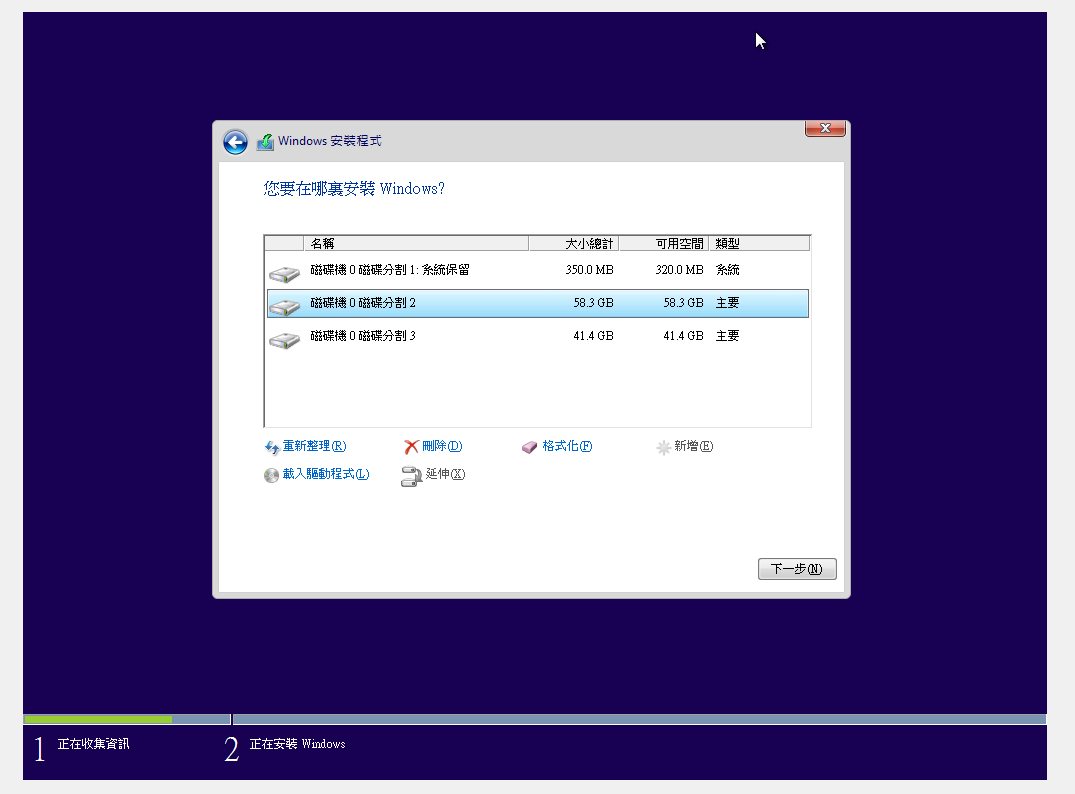 Windows 安裝程式
您要在哪裏安裝 Windows?
名稱 大小總計 可用空間 類型
磁碟機 0 磁碟分割 1: 系統保留 350.0 MB 320.0 MB 系統
磁碟機 0 磁碟分割 2 58.3 GB 58.3 GB 主要
磁碟機 0 磁碟分割 3 41.4 GB 41.4 GB 主要
重新整理(R) 刪除(D) 格式化(F) 新增(E)
載入驅動程式(L) 延伸(X)
下一步(N)
1 正在收集資訊 2 正在安裝 Windows